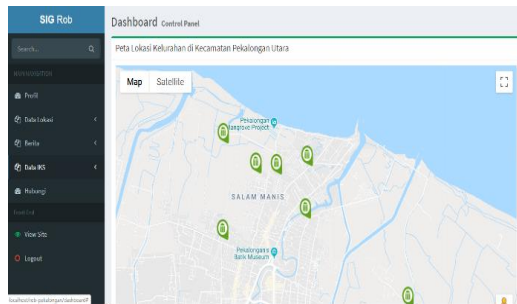 SIG Rob
Dashboard Control Panel
Search...
Peta Lokasi Kelurahan di Kecamatan Pekalongan Utara
Map Satellite
Profil
Data Lokasi
Berita
Data IKS
Hubungi
View Site
Logout
Pekalongan
Mangrove Project
SALAM MANIS
Pekalongan's
Batik Museum